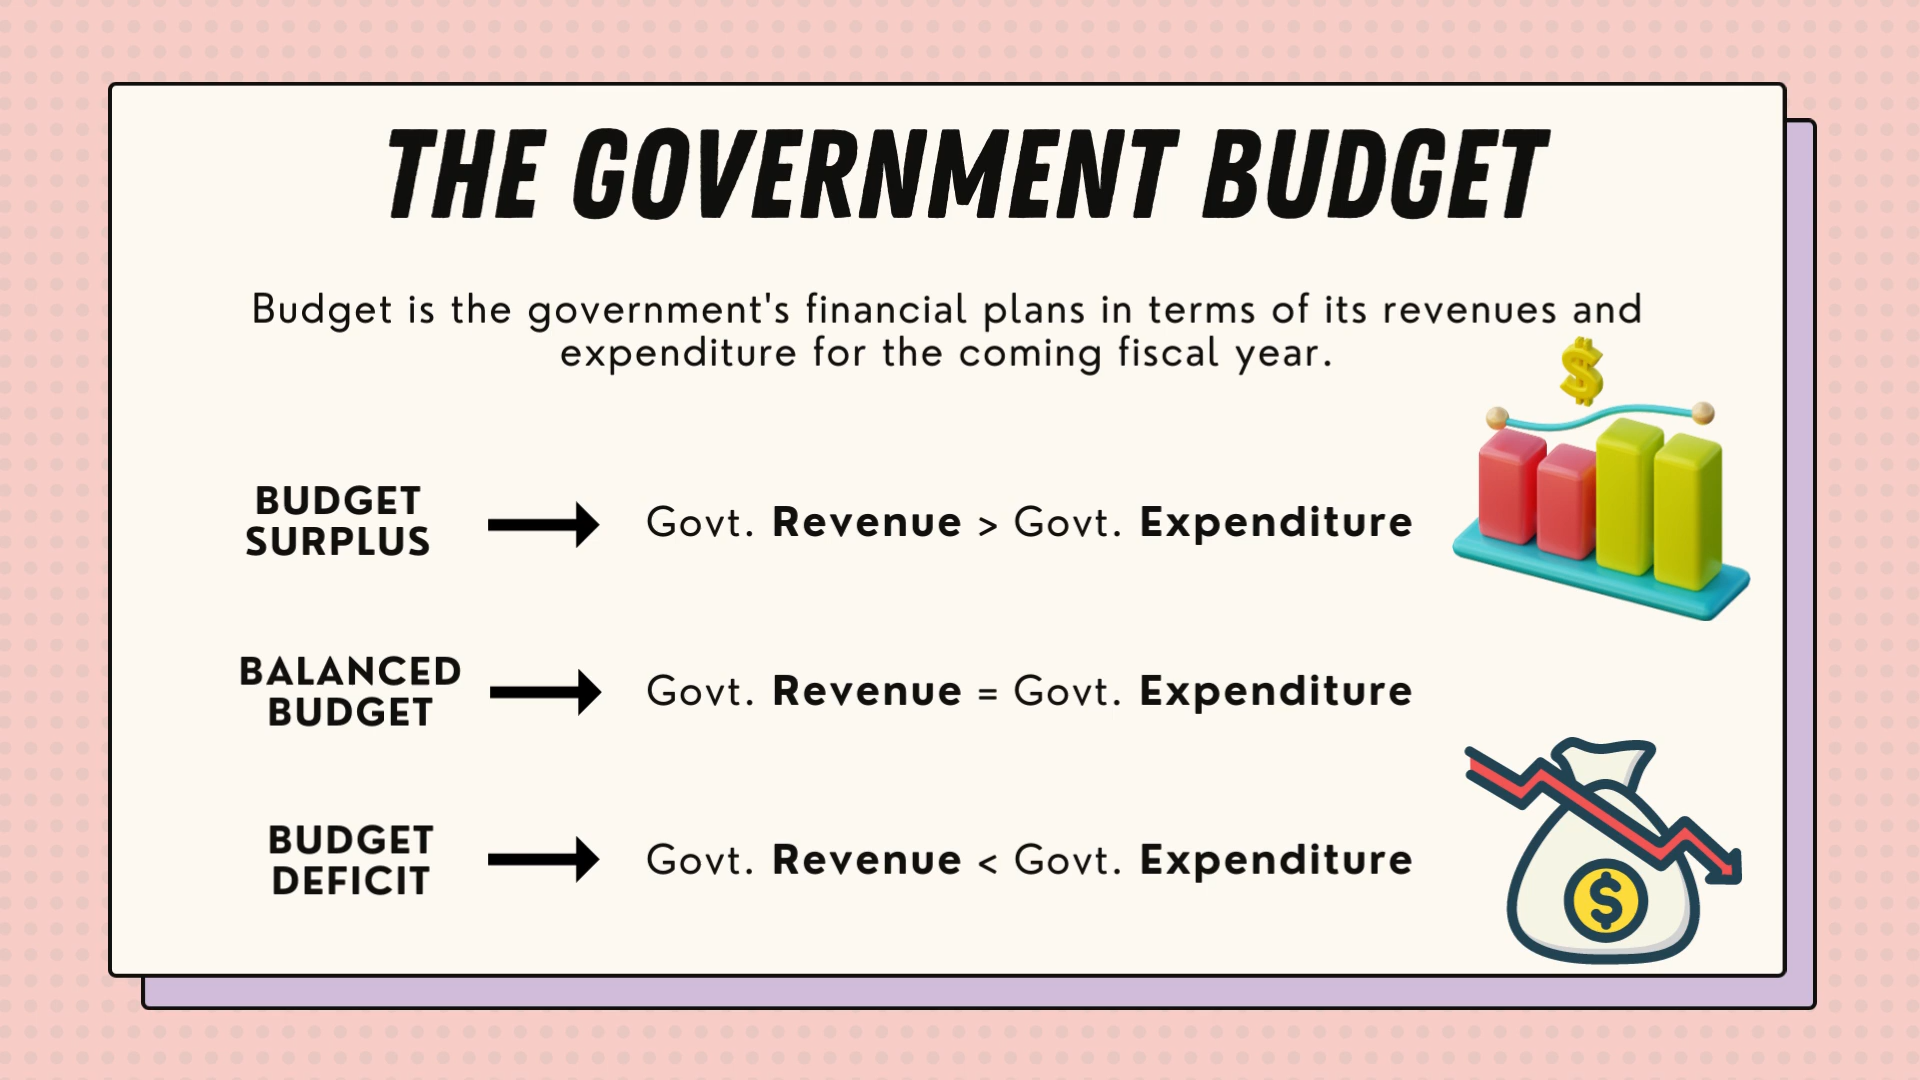 THE GOVERNMENT BUDGET
Budget is the government's financial plans in terms of its revenues and
expenditure for the coming fiscal year.
$
BUDGET
SURPLUS
Govt. Revenue > Govt. Expenditure
BALANCED
BUDGET
Govt. Revenue = Govt. Expenditure
BUDGET
DEFICIT
Govt. Revenue < Govt. Expenditure
$